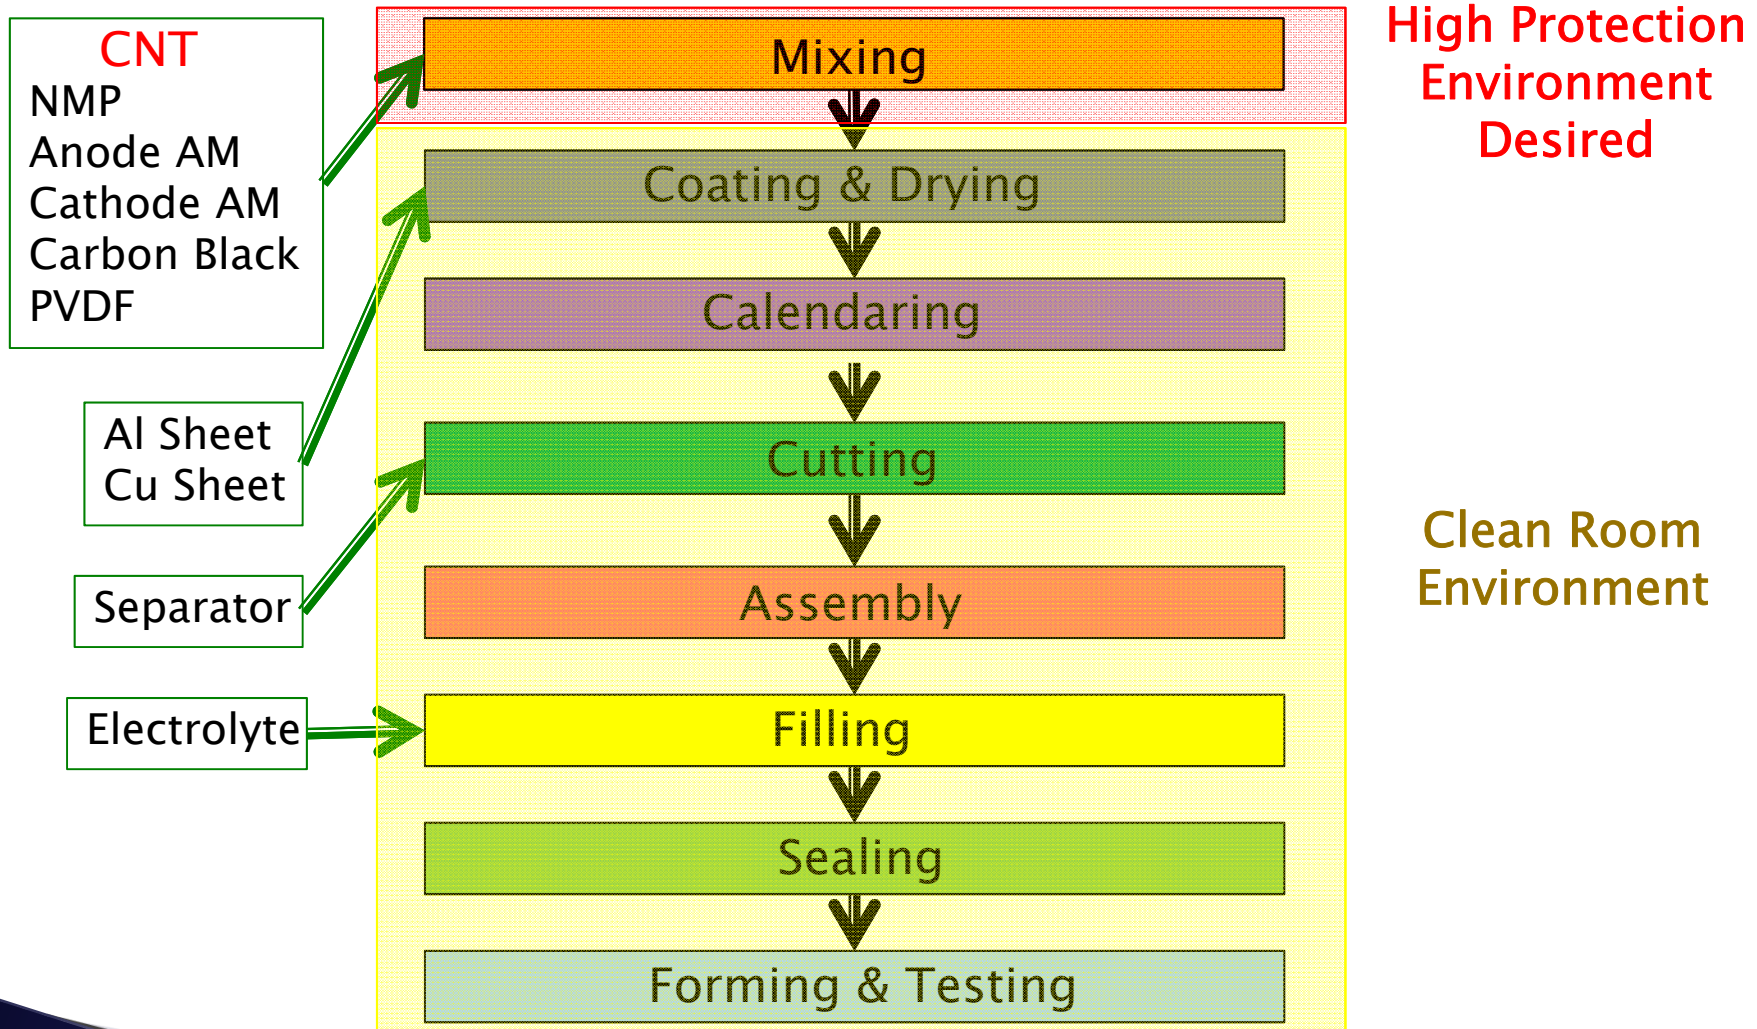 CNT
NMP
Anode AM
Cathode AM
Carbon Black
PVDF
Al Sheet
Cu Sheet
Separator
Electrolyte
Mixing
Coating & Drying
Calendaring
Cutting
Assembly
Filling
Sealing
Forming & Testing
High Protection
Environment
Desired
Clean Room
Environment